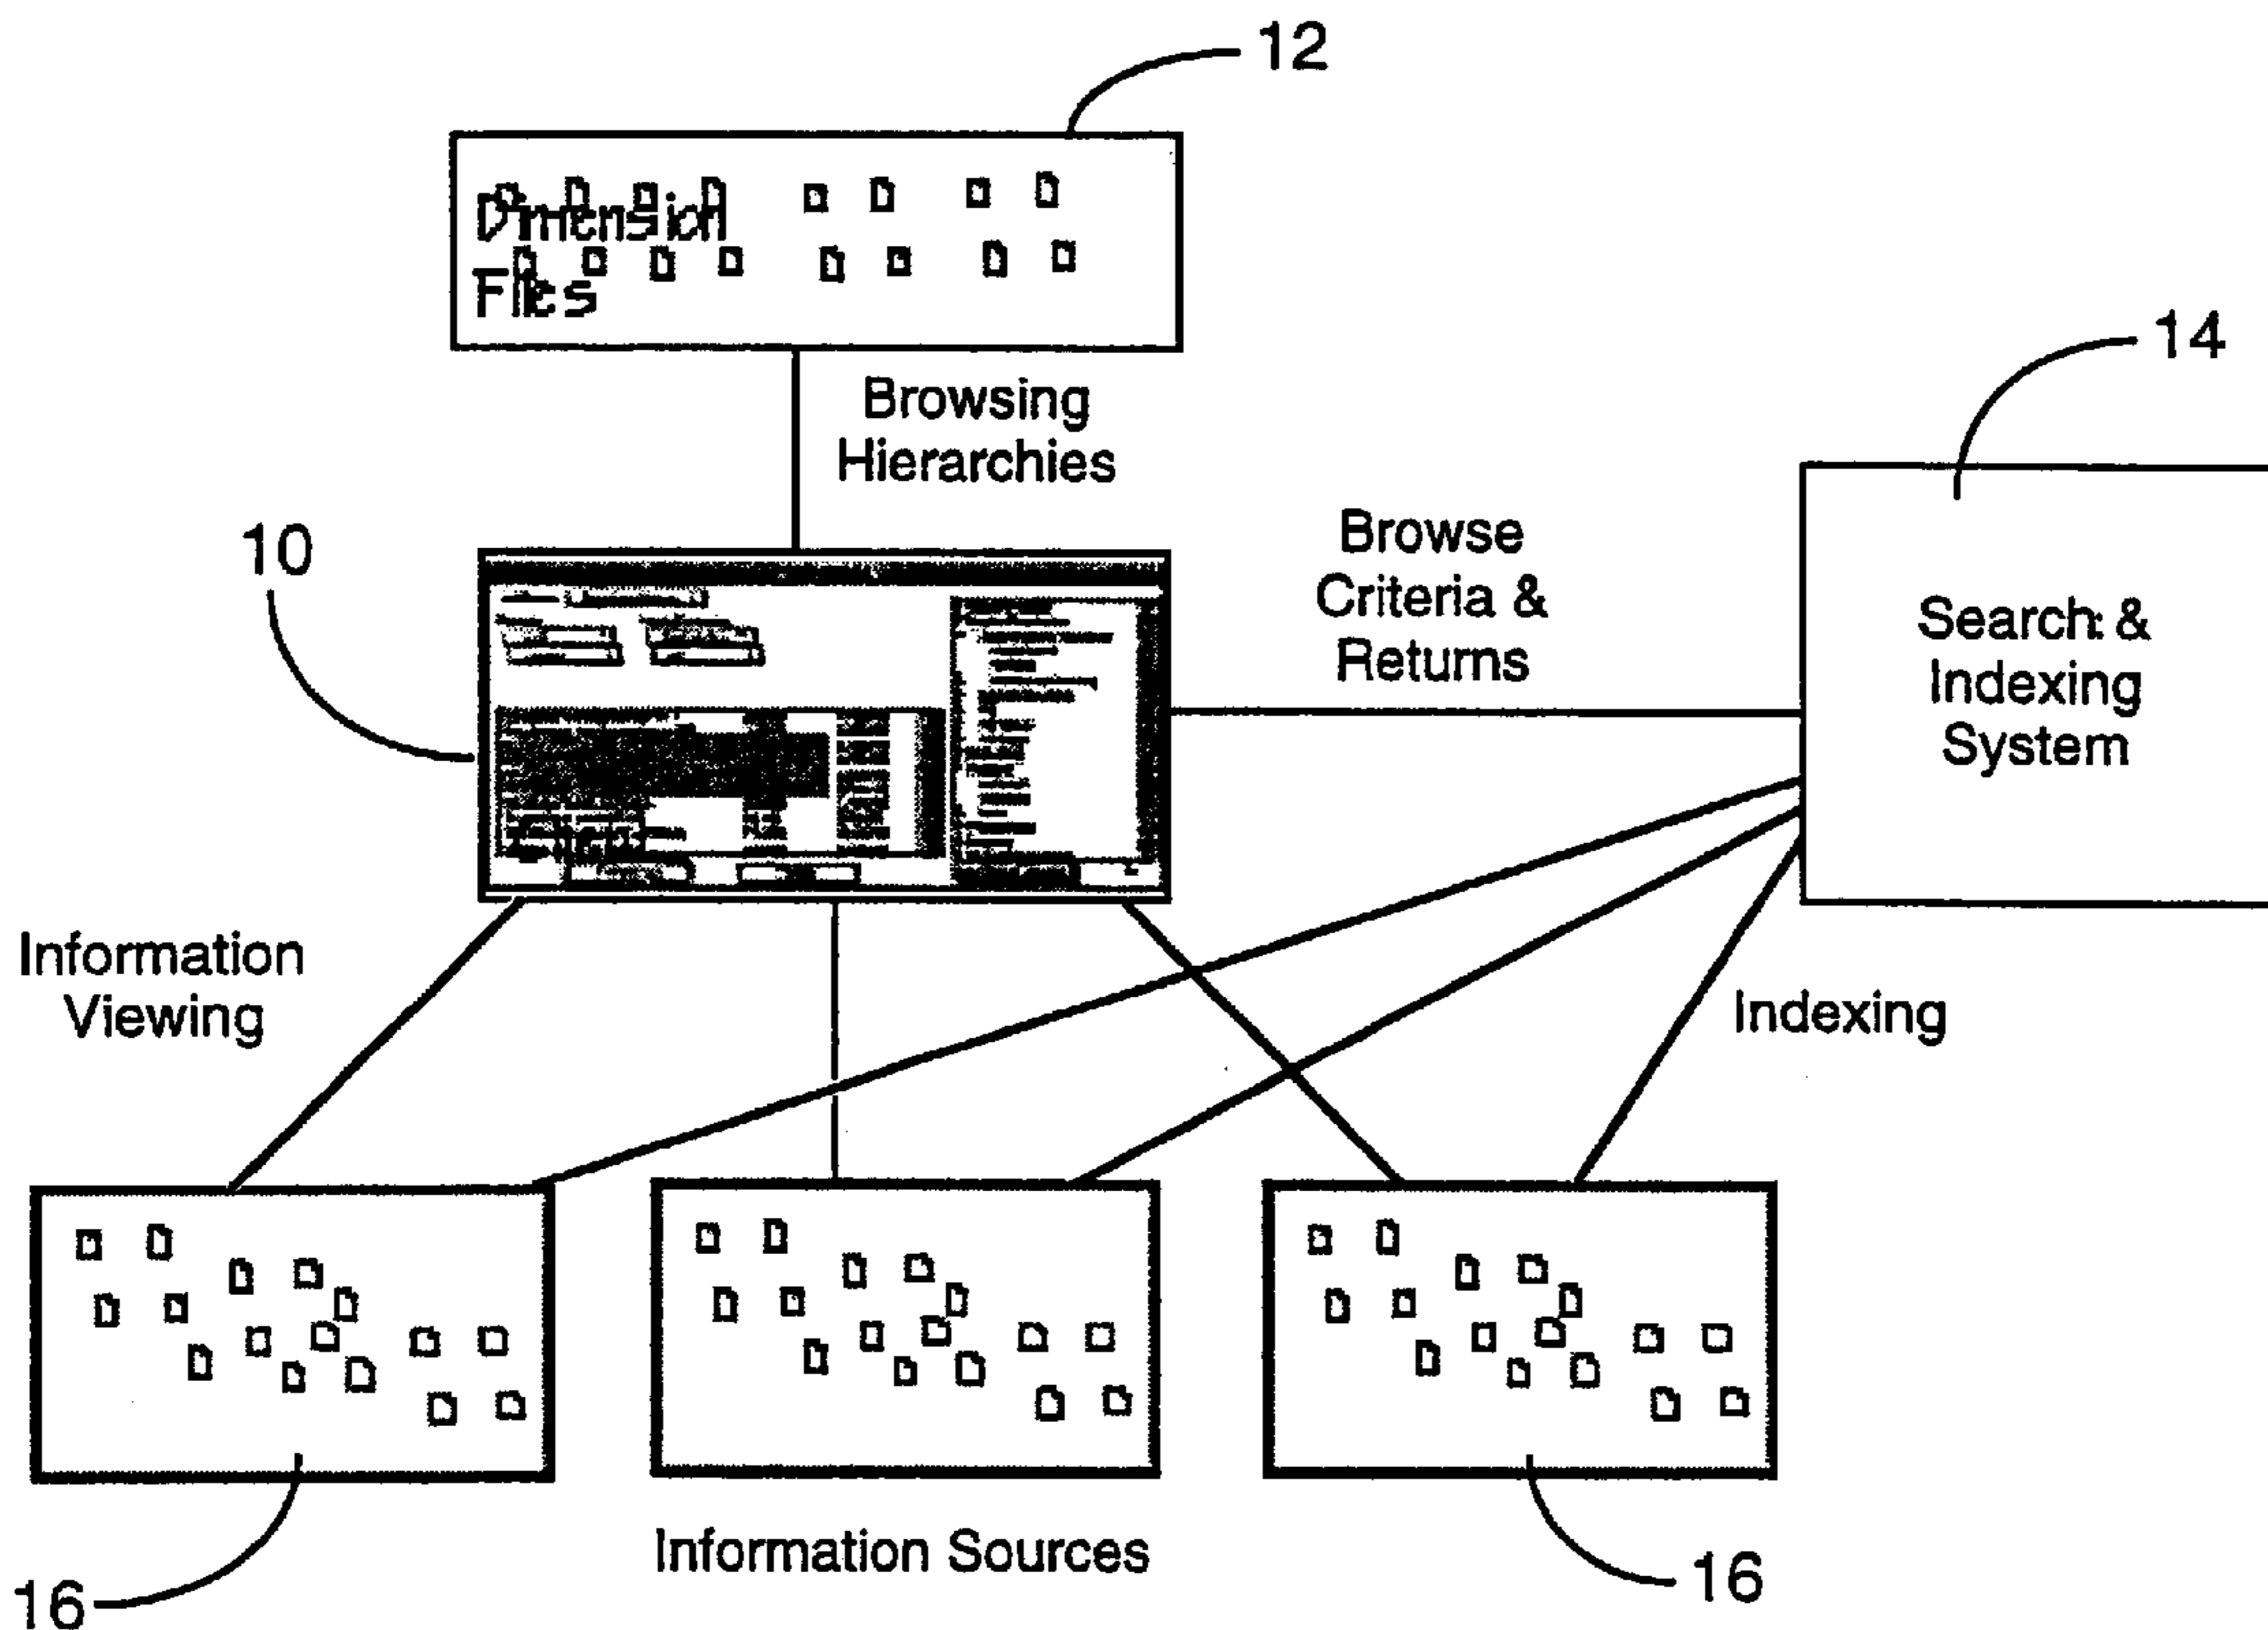 12
Dimension
Files
Browsing
Hierarchies
14
10
Browse
Criteria &
Returns
Search &
Indexing
System
Information
Viewing
Indexing
Information Sources
16
16